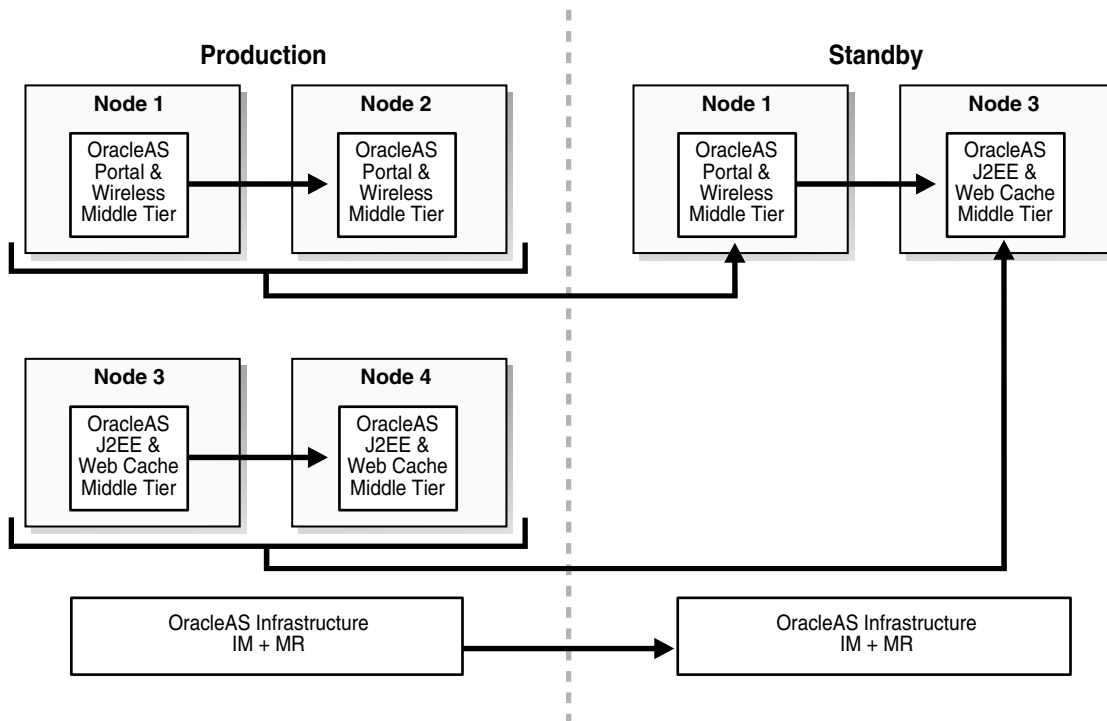 Production
Standby
Node 1
Node 2
Node 1
Node 3
OracleAS
Portal &
Wireless
Middle Tier
OracleAS
Portal &
Wireless
Middle Tier
OracleAS
Portal &
Wireless
Middle Tier
OracleAS
J2EE &
Web Cache
Middle Tier
Node 3
Node 4
OracleAS
J2EE &
Web Cache
Middle Tier
OracleAS
J2EE &
Web Cache
Middle Tier
OracleAS Infrastructure
IM + MR
OracleAS Infrastructure
IM + MR